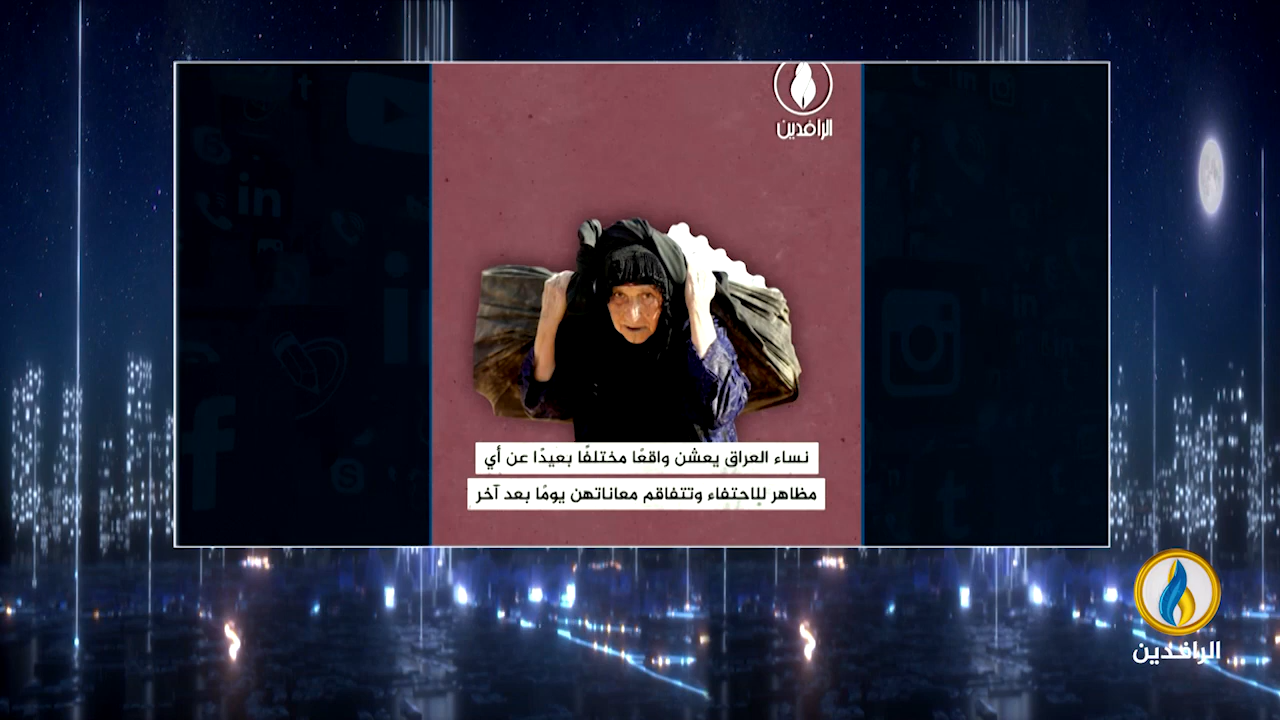 الرافدين
نساء العراق يعشن واقعًا مختلفًا بعيدًا عن أي
مظاهر للاحتفاء وتتفاقم معاناتهن يومًا بعد آخر
الرافدين